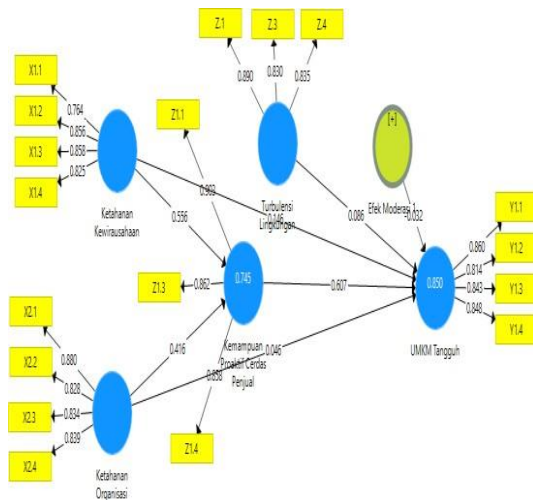 Z.1
Z.3
Z.4
0.890
0.830
0.835
X1.1
X1.2
X1.3
X1.4
0.764
0.856
0.858
0.825
Ketahanan
Kewirausahaan
Z1.1
0.903
Turbulensi
Lingkungan
[+]
Efek Moderasi 1
0.032
0.086
0.556
Z1.3
0.862
0.745
Kemampuan
Proaktif Cerdas
Penjual
0.607
Y1.1
Y1.2
Y1.3
Y1.4
0.860
0.814
0.843
0.848
0.850
UMKM Tangguh
X2.1
X2.2
X2.3
X2.4
0.880
0.828
0.834
0.839
0.416
0.046
Z1.4
Ketahanan
Organisasi